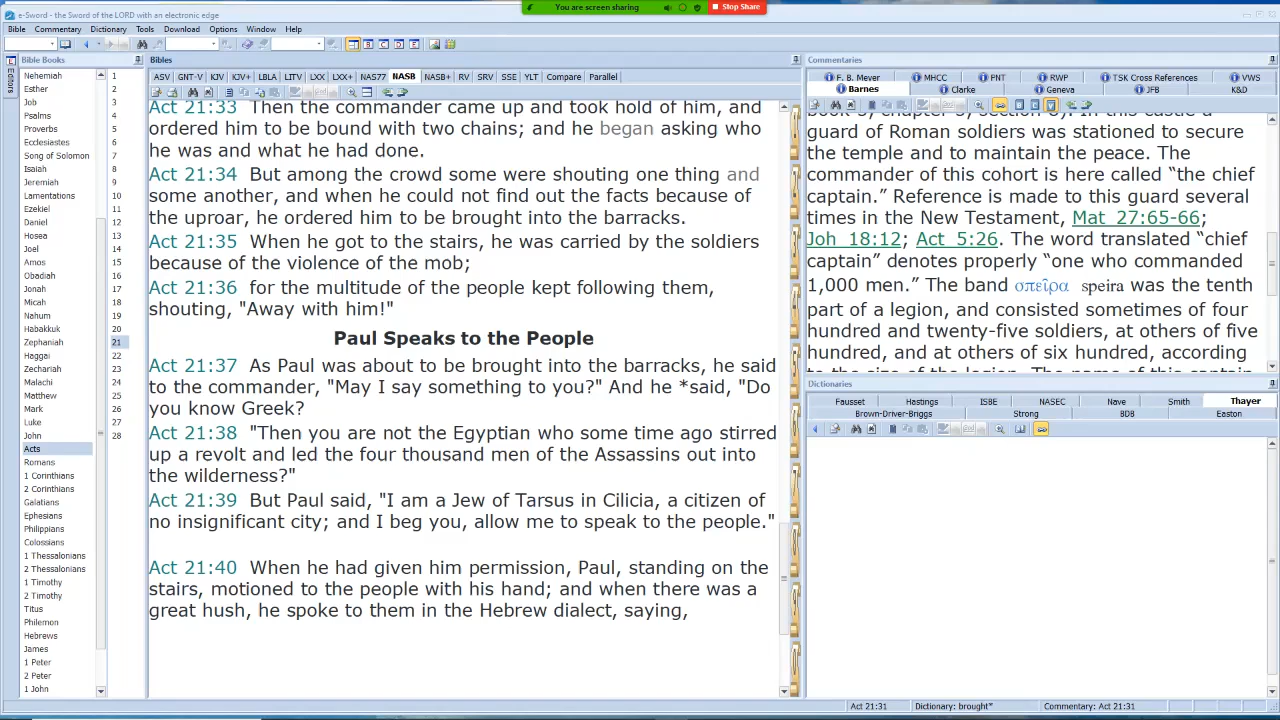 You are screen sharing
Stop Share
e-Sword - the Sword of the LORD with an electronic edge
Bible Commentary Dictionary Tools Download Options Window Help
Bible Books
Editors
Nehemiah
Esther
Job
Psalms
Proverbs
Ecclesiastes
Song of Solomon
Isaiah
Jeremiah
Lamentations
Ezekiel
Daniel
Hosea
Joel
Amos
Obadiah
Jonah
Micah
Nahum
Habakkuk
Zephaniah
Haggai
Zechariah
Malachi
Matthew
Mark
Luke
John
Acts
Romans
1 Corinthians
2 Corinthians
Galatians
Ephesians
Philippians
Colossians
1 Thessalonians
2 Thessalonians
1 Timothy
2 Timothy
Titus
Philemon
Hebrews
James
1 Peter
2 Peter
1 John
1
2
3
4
5
6
7
8
9
10
11
12
13
14
15
16
17
18
19
20
21
22
23
24
25
26
27
28
Bibles
ASV GNT-V KJV KJV+ LBLA LITV LXX LXX+ NAS77 NASB NASB+ RV SRV SSE YLT Compare Parallel
Act 21:33 Then the commander came up and took hold of him, and
ordered him to be bound with two chains; and he began asking who
he was and what he had done.
Act 21:34 But among the crowd some were shouting one thing and
some another, and when he could not find out the facts because of
the uproar, he ordered him to be brought into the barracks.
Act 21:35 When he got to the stairs, he was carried by the soldiers
because of the violence of the mob;
Act 21:36 for the multitude of the people kept following them,
shouting, "Away with him!"
Paul Speaks to the People
Act 21:37 As Paul was about to be brought into the barracks, he said
to the commander, "May I say something to you?" And he *said, "Do
you know Greek?
Act 21:38 "Then you are not the Egyptian who some time ago stirred
up a revolt and led the four thousand men of the Assassins out into
the wilderness?"
Act 21:39 But Paul said, "I am a Jew of Tarsus in Cilicia, a citizen of
no insignificant city; and I beg you, allow me to speak to the people."
Act 21:40 When he had given him permission, Paul, standing on the
stairs, motioned to the people with his hand; and when there was a
great hush, he spoke to them in the Hebrew dialect, saying,
Commentaries
F. B. Meyer MHCC PNT RWP TSK Cross References VWS
Barnes Clarke Geneva JFB K&D
book 5, chapter 5, section 8). In this castle a
guard of Roman soldiers was stationed to secure
the temple and to maintain the peace. The
commander of this cohort is here called “the chief
captain.” Reference is made to this guard several
times in the New Testament, Mat_27:65-66;
Joh_18:12; Act_5:26. The word translated “chief
captain” denotes properly “one who commanded
1,000 men.” The band σπεῖρα speira was the tenth
part of a legion, and consisted sometimes of four
hundred and twenty-five soldiers, at others of five
hundred, and at others of six hundred, according
to the size of the legion. The name of this captain
Dictionaries
Fausset Hastings ISBE NASEC Nave Smith Thayer
Brown-Driver-Briggs Strong BDB Easton
Act 21:31 Dictionary: brought* Commentary: Act 21:31